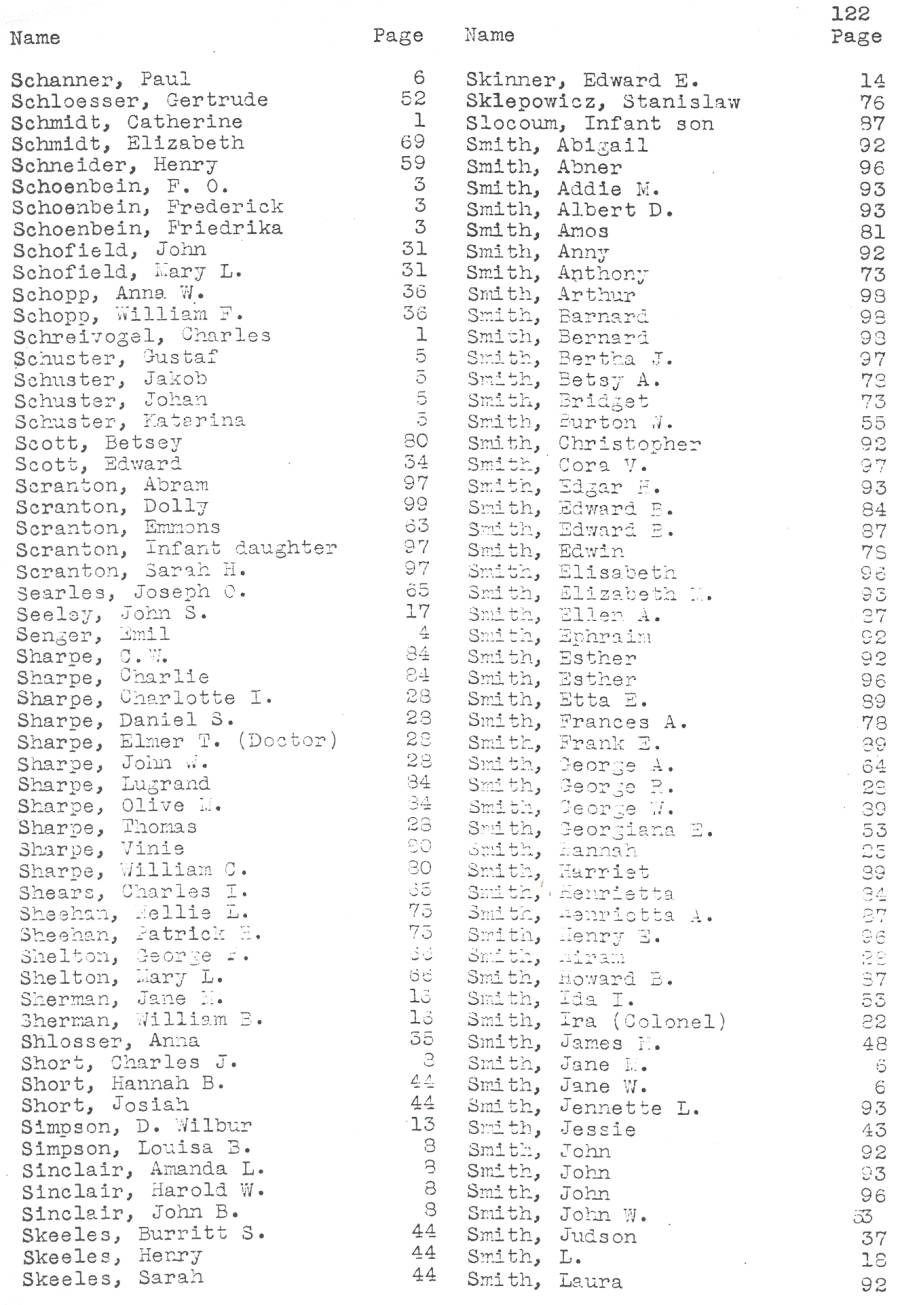 122
Name Page Name Page
Schanner, Paul 6
Schloesser, Gertrude 52
Schmidt, Catherine 1
Schmidt, Elizabeth 69
Schneider, Henry 59
Schoenbein, F. O. 3
Schoenbein, Frederick 3
Schoenbein, Friedrika 3
Schofield, John 31
Schofield, Mary L. 31
Schopp, Anna W. 36
Schopp, William F. 36
Schreivogel, Charles 1
Schuster, Gustaf 5
Schuster, Jakob 5
Schuster, Johan 5
Schuster, Katerina 5
Scott, Betsey 80
Scott, Edward 34
Scranton, Abram 97
Scranton, Dolly 99
Scranton, Emmons 63
Scranton, Infant daughter 97
Scranton, Sarah H. 97
Searles, Joseph C. 65
Seeley, John S. 17
Senger, Emil 4
Sharpe, C.W. 84
Sharpe, Charlie 84
Sharpe, Charlotte I. 28
Sharpe, Daniel S. 28
Sharpe, Elmer T. (Doctor) 28
Sharpe, John W. 28
Sharpe, Lugrand 84
Sharpe, Olive M. 84
Sharpe, Thomas 28
Sharpe, Vinie
Sharpe, William C. 80
Shears, Charles I. 65
Sheehan, Nellie L. 75
Sheehan, Patrick H. 75
Shelton, George
Shelton, Mary L. 66
Sherman, Jane
Sherman, William B.
Shlosser, Anna 35
Short, Charles J.
Short, Hannah B. 44
Short, Josiah 44
Simpson, D. Wilbur 13
Simpson, Louisa B. 8
Sinclair, Amanda L. 8
Sinclair, Harold W. 8
Sinclair, John B. 8
Skeeles, Burritt S. 44
Skeeles, Henry 44
Skeeles, Sarah 44
Skinner, Edward E. 14
Sklepowicz, Stanislaw 76
Slocoum, Infant son 87
Smith, Abigail 92
Smith, Abner 96
Smith, Addie M. 93
Smith, Albert D. 93
Smith, Amos 81
Smith, Anny 92
Smith, Anthony 73
Smith, Arthur 98
Smith, Barnard 98
Smith, Bernard 98
Smith, Bertha J. 97
Smith, Betsy A. 78
Smith, Bridget 73
Smith, Burton W. 55
Smith, Christopher 92
Smith, Cora V. 97
Smith, Edgar H. 93
Smith, Edward B. 84
Smith, Edward B. 87
Smith, Edwin 78
Smith, Elisabeth 96
Smith, Elizabeth 93
Smith, Ellen A.
Smith, Ephraim 92
Smith, Esther 92
Smith, Esther 96
Smith, Etta E. 89
Smith, Frances A. 78
Smith, Frank E. 89
Smith, George A. 64
Smith, George R. 28
Smith, George W. 89
Smith, Georgiana E. 53
Smith, Hannah
Smith, Harriet 89
Smith, Henrietta
Smith, Henrietta A. 87
Smith, Henry E. 96
Smith, Hiram
Smith, Howard B. 87
Smith, Ida I. 53
Smith, Ira (Colonel) 82
Smith, James 48
Smith, Jane 6
Smith, Jane W. 6
Smith, Jennette L. 93
Smith, Jessie 43
Smith, John 92
Smith, John 93
Smith, John 96
Smith, John W. 53
Smith, Judson 37
Smith, L. 18
Smith, Laura 92